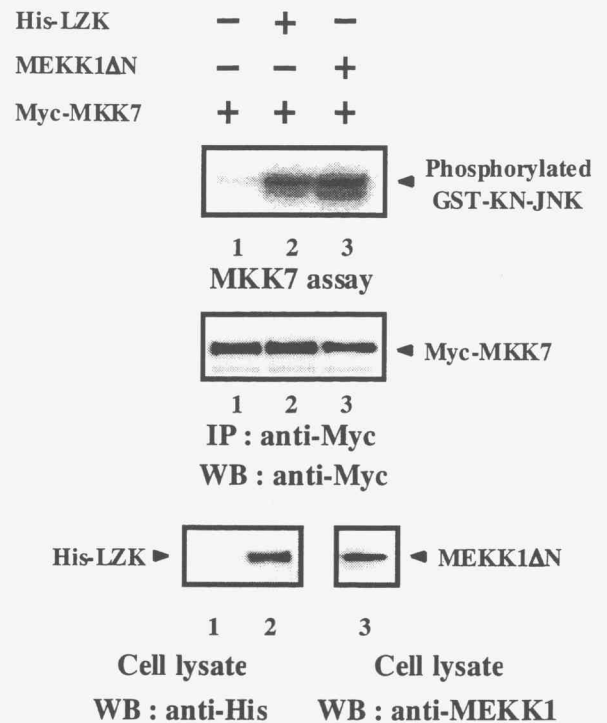 His-LZK − + −
MEKK1ΔN − − +
Myc-MKK7 + + +
Phosphorylated
GST-KN-JNK
1 2 3
MKK7 assay
Myc-MKK7
1 2 3
IP : anti-Myc
WB : anti-Myc
His-LZK MEKK1ΔN
1 2 3
Cell lysate Cell lysate
WB : anti-His WB : anti-MEKK1